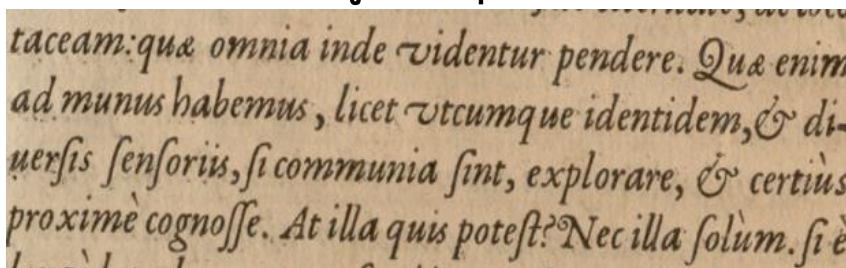 taceam: quæ omnia inde videntur pendere. Quæ enim
ad munus habemus, licet vtcumque identidem, & di-
uerſis ſenſoriis, ſi communia ſint, explorare, & certiùs
proximè cognoſſe. At illa quis poteſt? Nec illa ſolùm. ſi è